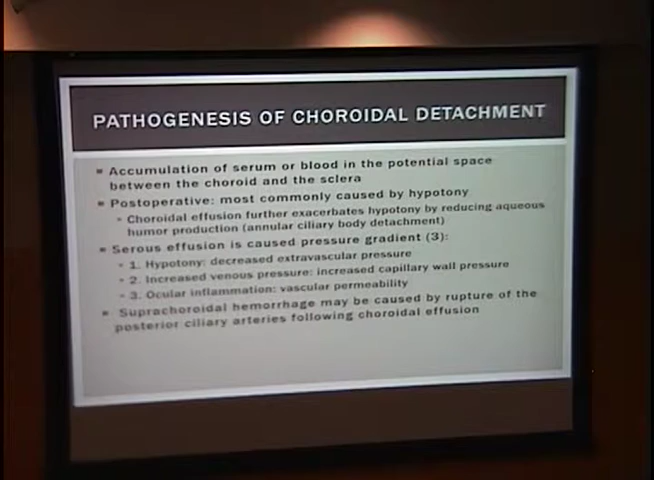 PATHOGENESIS OF CHOROIDAL DETACHMENT
Accumulation of serum or blood in the potential space
between the choroid and the sclera
Postoperative: most commonly caused by hypotony
Choroidal effusion further exacerbates hypotony by reducing aqueous
humor production (annular ciliary body detachment)
Serous effusion is caused pressure gradient (3):
1. Hypotony: decreased extravascular pressure
2. Increased venous pressure: increased capillary wall pressure
3. Ocular inflammation: vascular permeability
Suprachoroidal hemorrhage may be caused by rupture of the
posterior ciliary arteries following choroidal effusion